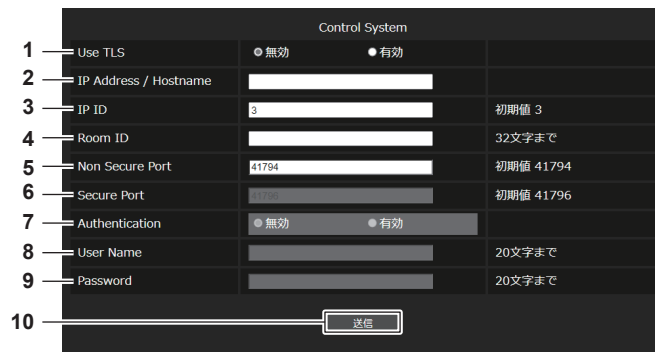 Control System
1 Use TLS 無効 有効
2 IP Address / Hostname
3 IP ID 3 初期値 3
4 Room ID 32文字まで
5 Non Secure Port 41794 初期値 41794
6 Secure Port 41796 初期値 41796
7 Authentication 無効 有効
8 User Name 20文字まで
9 Password 20文字まで
10 送信